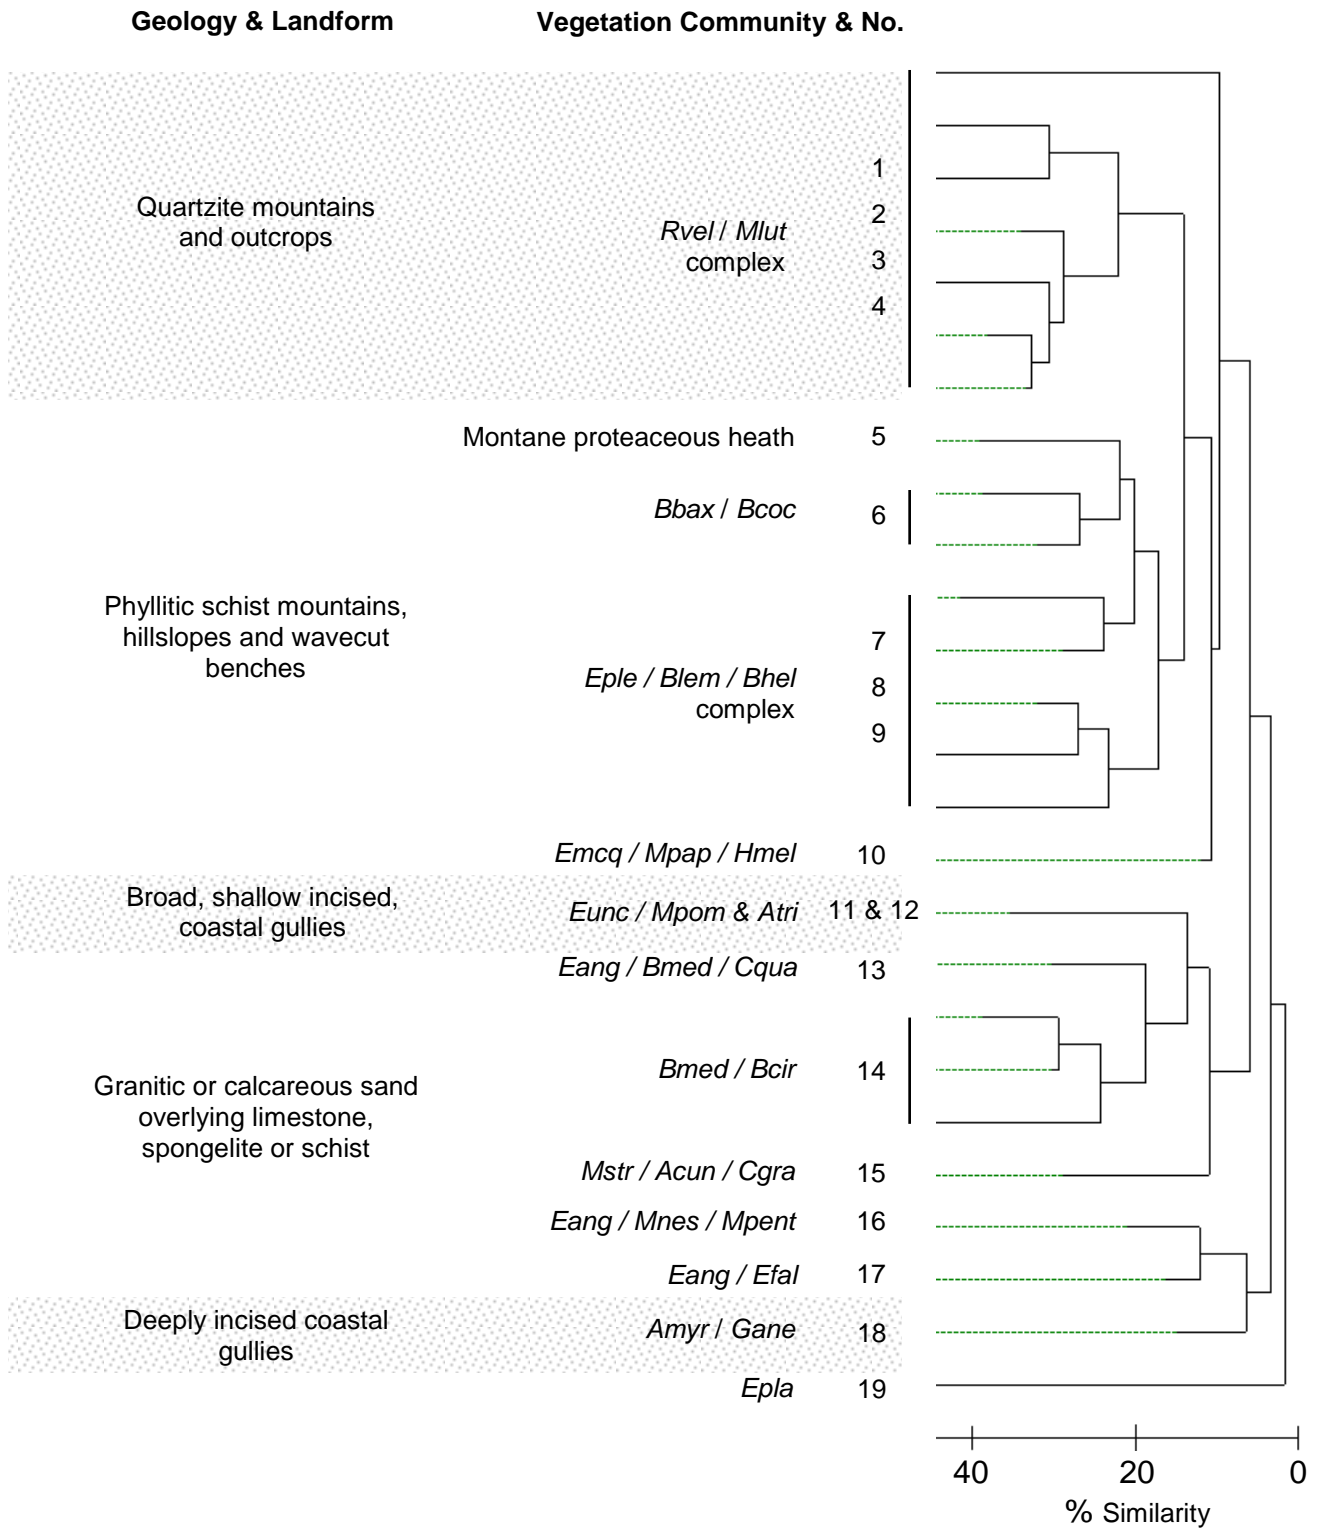 Geology & Landform
Vegetation Community & No.
Quartzite mountains
and outcrops
Rvel / Mlut
complex
1
2
3
4
Montane proteaceous heath
5
Bbax / Bcoc
6
Phyllitic schist mountains,
hillslopes and wavecut
benches
Eple / Blem / Bhel
complex
7
8
9
Emcq / Mpap / Hmel
10
Broad, shallow incised,
coastal gullies
Eunc / Mpom & Atri
11 & 12
Eang / Bmed / Cqua
13
Granitic or calcareous sand
overlying limestone,
spongelite or schist
Bmed / Bcir
14
Mstr / Acun / Cgra
15
Eang / Mnes / Mpent
16
Eang / Efal
17
Deeply incised coastal
gullies
Amyr / Gane
18
Epla
19
40
20
0
% Similarity